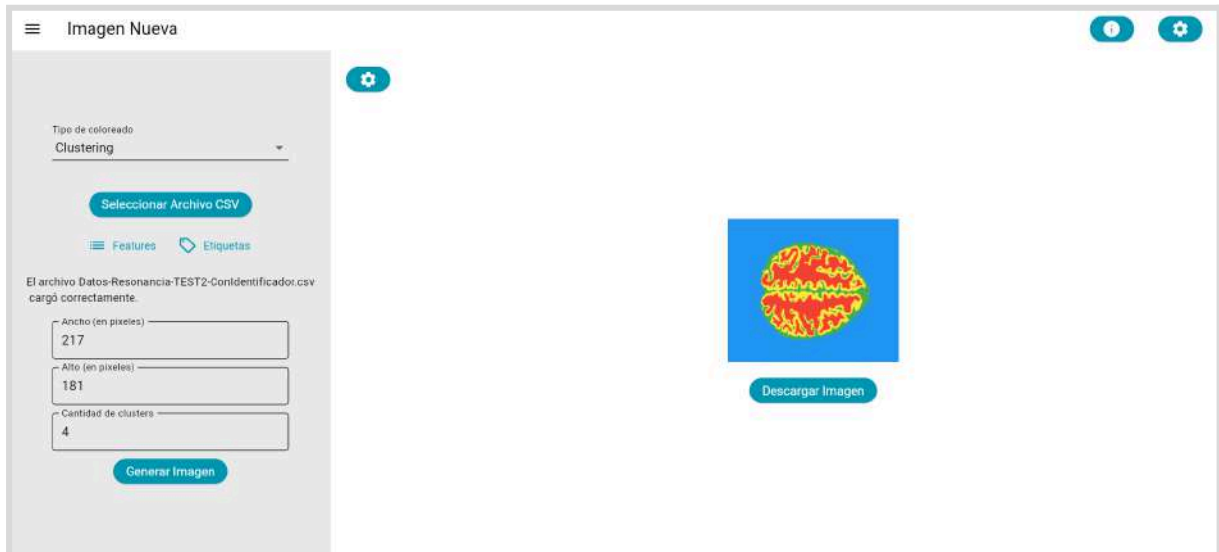 Imagen Nueva
Tipo de coloreado
Clustering
Seleccionar Archivo CSV
Features Etiquetas
El archivo Datos-Resonancia-TEST2-ConIdentificador.csv
cargó correctamente.
Ancho (en pixeles)
217
Alto (en pixeles)
181
Cantidad de clusters
4
Generar Imagen
Descargar Imagen